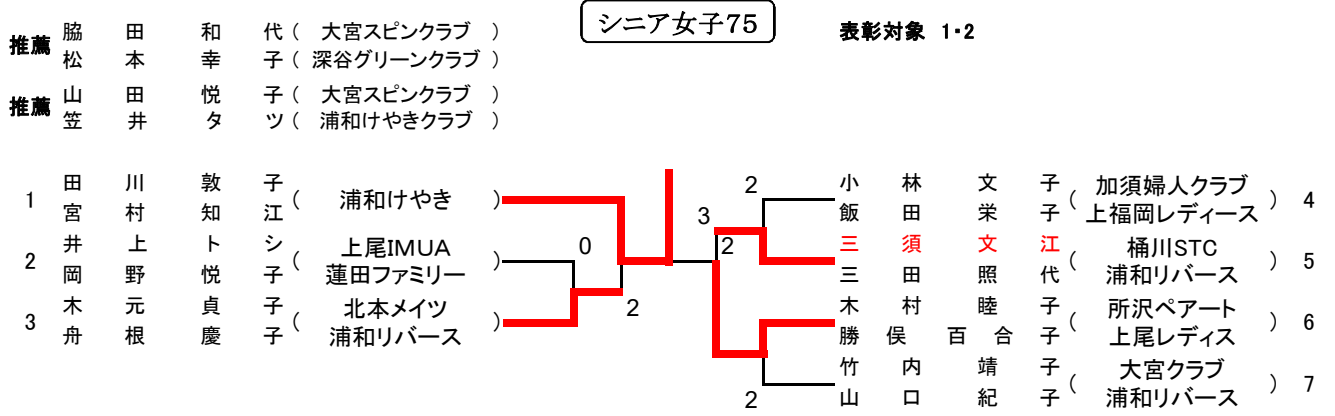 シニア女子75
表彰対象 1・2
推薦
脇田和代(大宮スピンクラブ)
松本幸子(深谷グリーンクラブ)
推薦
山田悦子(大宮スピンクラブ)
笠井タツ(浦和けやきクラブ)
1
田川敦子
宮村知江
(浦和けやき)
2
井上トシ
岡野悦子
(上尾IMUA
蓮田ファミリー)
3
木元貞子
舟根慶子
(北本メイツ
浦和リバース)
0
2
3
2
2
2
小林文子
飯田栄子
(加須婦人クラブ
上福岡レディース)
4
三須文江
三田照代
(桶川STC
浦和リバース)
5
木村睦子
勝俣百合子
(所沢ペアート
上尾レディス)
6
竹内靖子
山口紀子
(大宮クラブ
浦和リバース)
7